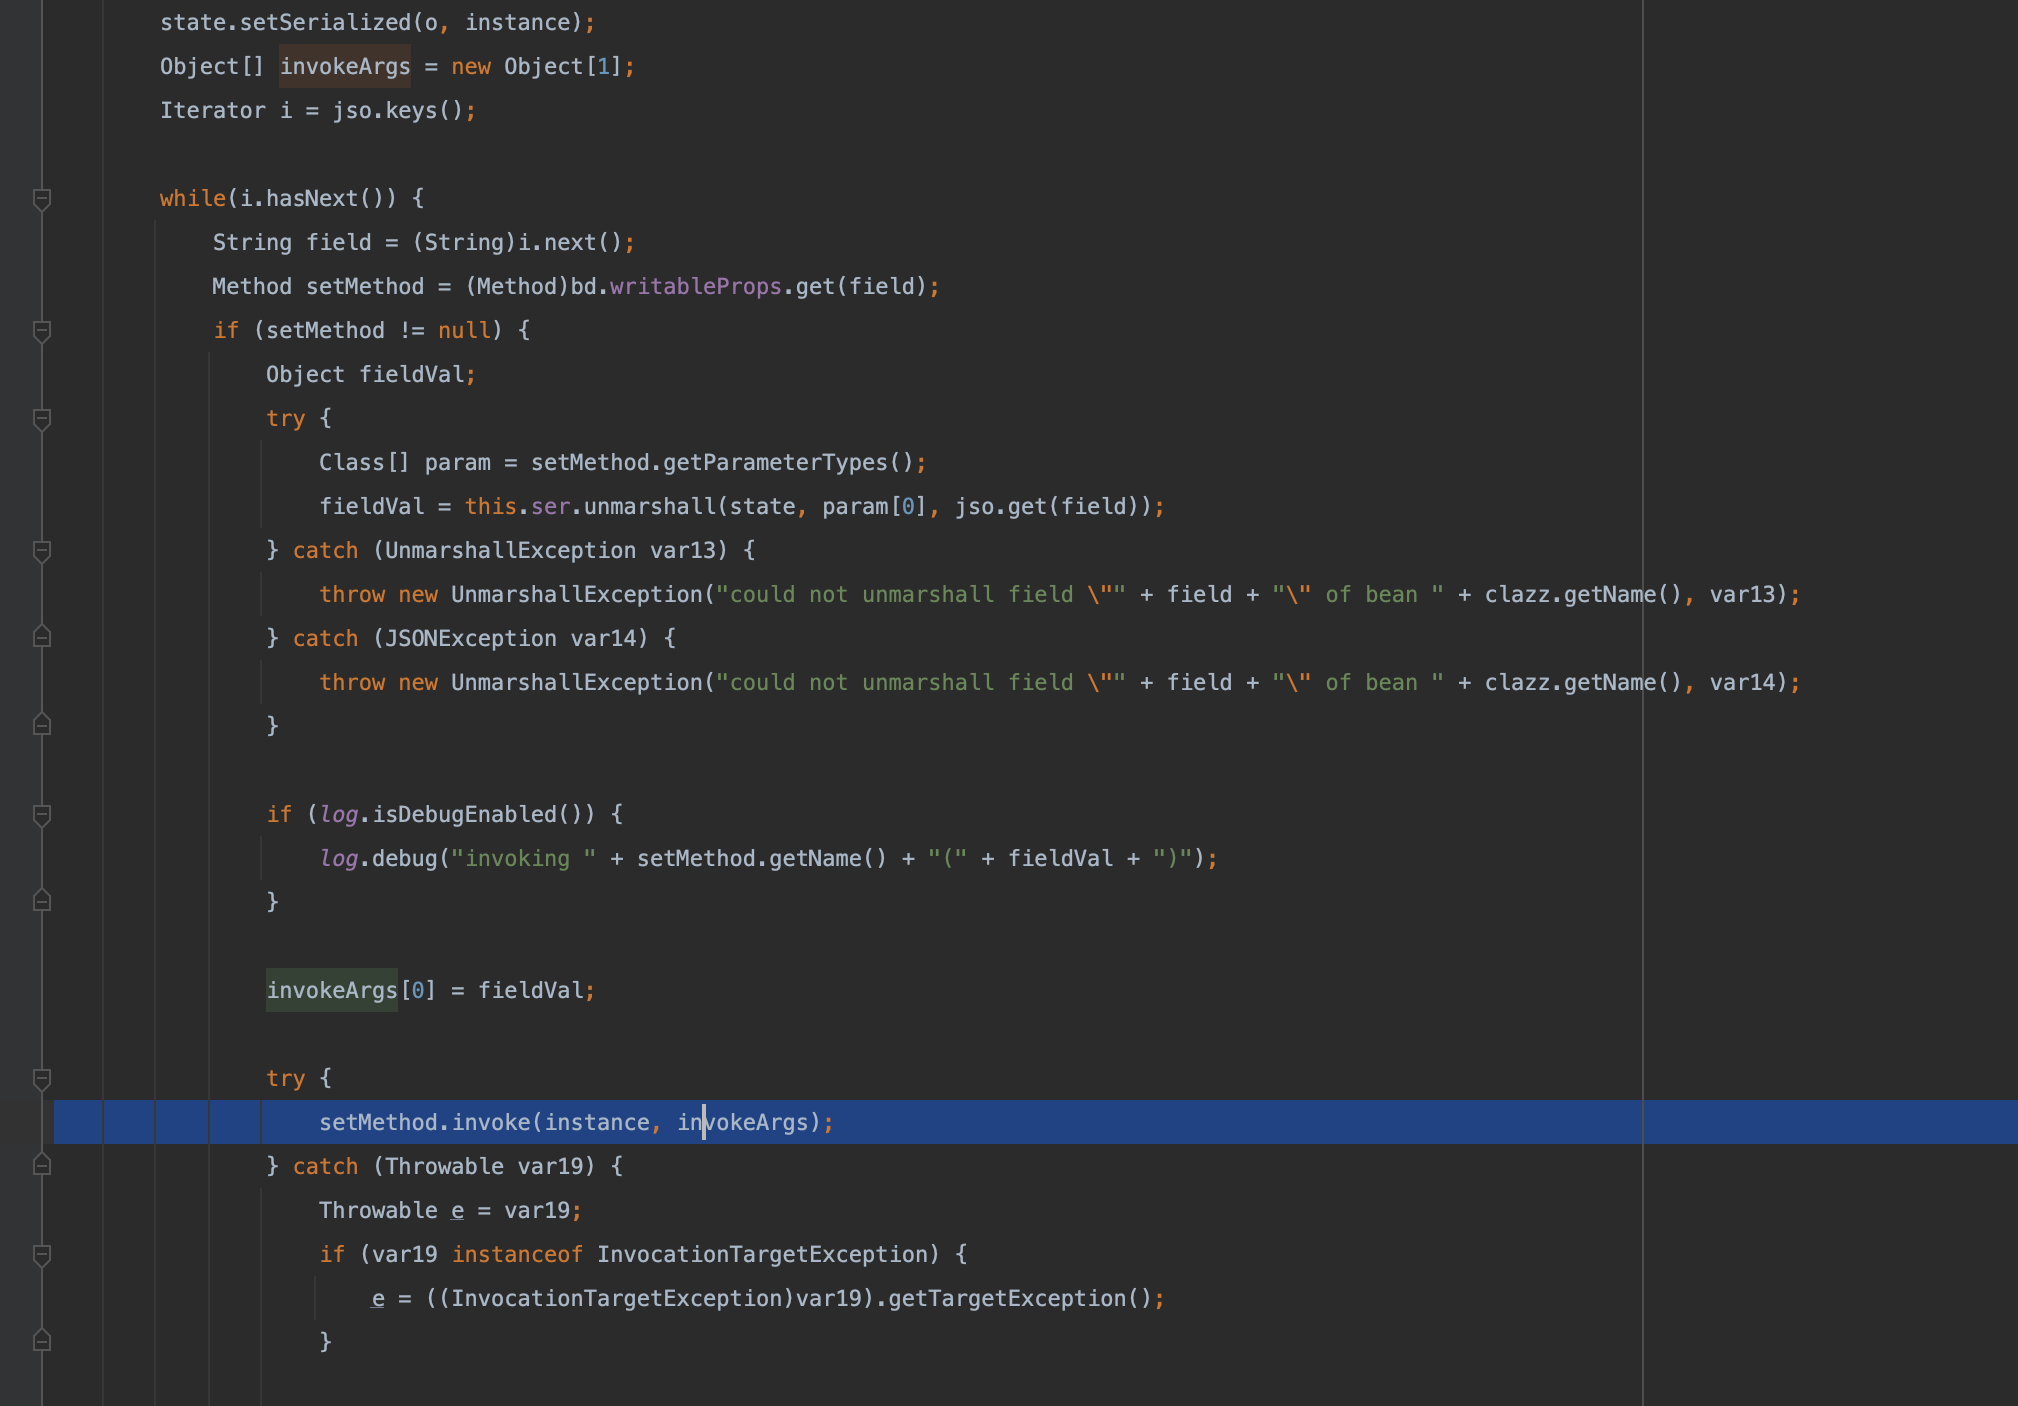 state.setSerialized(o, instance);
Object[] invokeArgs = new Object[1];
Iterator i = jso.keys();
while(i.hasNext()) {
String field = (String)i.next();
Method setMethod = (Method)bd.writableProps.get(field);
if (setMethod != null) {
Object fieldVal;
try {
Class[] param = setMethod.getParameterTypes();
fieldVal = this.ser.unmarshall(state, param[0], jso.get(field));
} catch (UnmarshallException var13) {
throw new UnmarshallException("could not unmarshall field \"" + field + "\" of bean " + clazz.getName(), var13);
} catch (JSONException var14) {
throw new UnmarshallException("could not unmarshall field \"" + field + "\" of bean " + clazz.getName(), var14);
}
if (log.isDebugEnabled()) {
log.debug("invoking " + setMethod.getName() + "(" + fieldVal + ")");
}
invokeArgs[0] = fieldVal;
try {
setMethod.invoke(instance, invokeArgs);
} catch (Throwable var19) {
Throwable e = var19;
if (var19 instanceof InvocationTargetException) {
e = ((InvocationTargetException)var19).getTargetException();
}